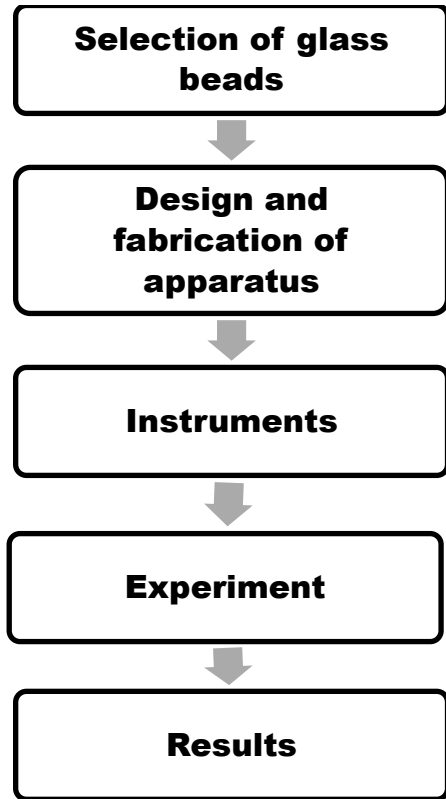 Selection of glass
beads
Design and
fabrication of
apparatus
Instruments
Experiment
Results